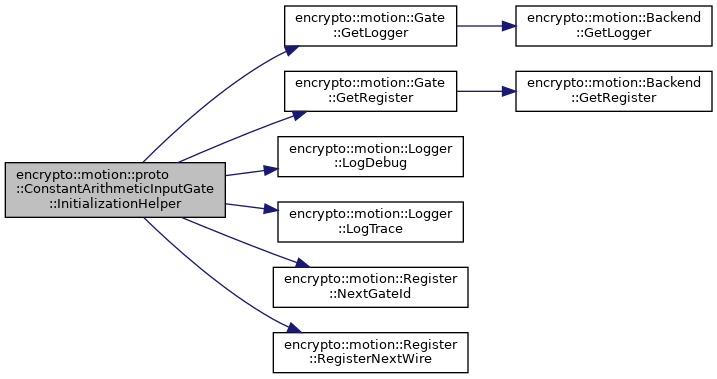 encrypto::motion::Gate
::GetLogger
encrypto::motion::Backend
::GetLogger
encrypto::motion::Gate
::GetRegister
encrypto::motion::Backend
::GetRegister
encrypto::motion::Logger
::LogDebug
encrypto::motion::proto
::ConstantArithmeticInputGate
::InitializationHelper
encrypto::motion::Logger
::LogTrace
encrypto::motion::Register
::NextGateId
encrypto::motion::Register
::RegisterNextWire